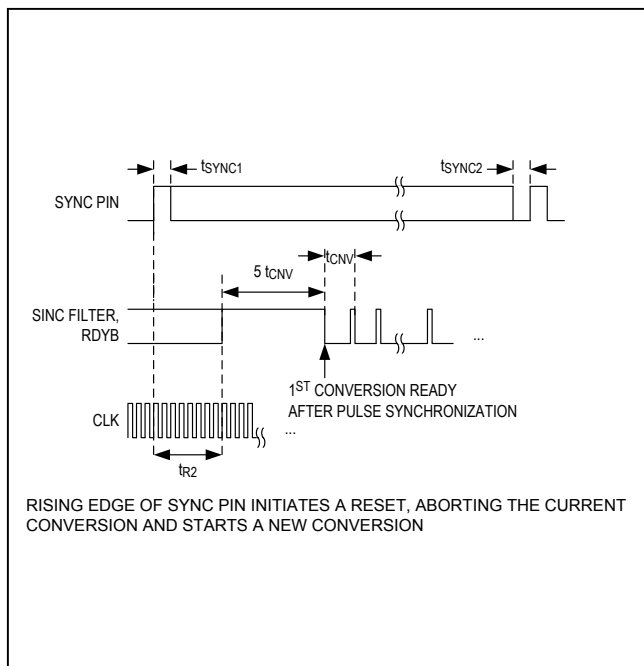 tSYNC1
tSYNC2
SYNC PIN
tCNV
5 tCNV
SINC FILTER,
RDYB
...
1ST CONVERSION READY
AFTER PULSE SYNCHRONIZATION
CLK
...
tR2
RISING EDGE OF SYNC PIN INITIATES A RESET, ABORTING THE CURRENT
CONVERSION AND STARTS A NEW CONVERSION